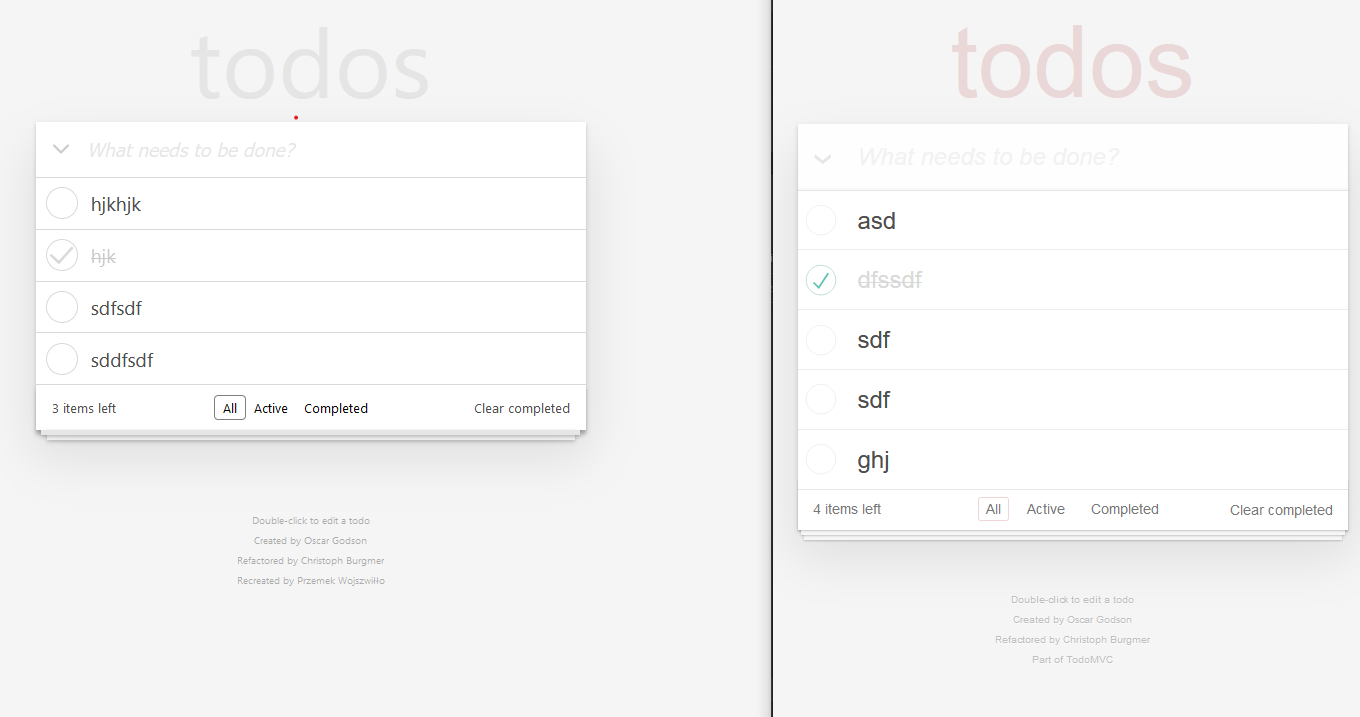 todos
What needs to be done?
hjkhjk
hjk
sdfsdf
sddfsdf
3 items left All Active Completed Clear completed
Double-click to edit a todo
Created by Oscar Godson
Refactored by Christoph Burgmer
Recreated by Przemek Wojszwiłło
todos
What needs to be done?
asd
dfssdf
sdf
sdf
ghj
4 items left All Active Completed Clear completed
Double-click to edit a todo
Created by Oscar Godson
Refactored by Christoph Burgmer
Part of TodoMVC